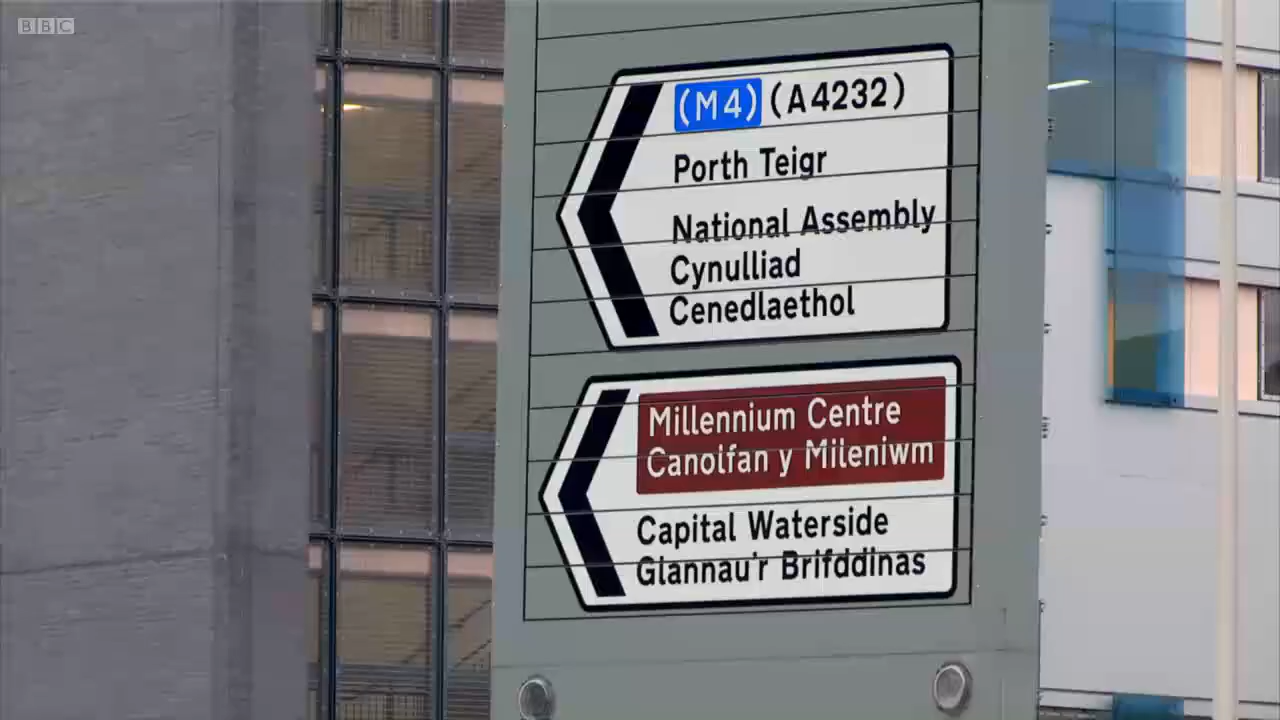 BBC
(M4) (A4232)
Porth Teigr
National Assembly
Cynulliad
Cenedlaethol
Millennium Centre
Canolfan y Mileniwm
Capital Waterside
Glannau'r Brifddinas